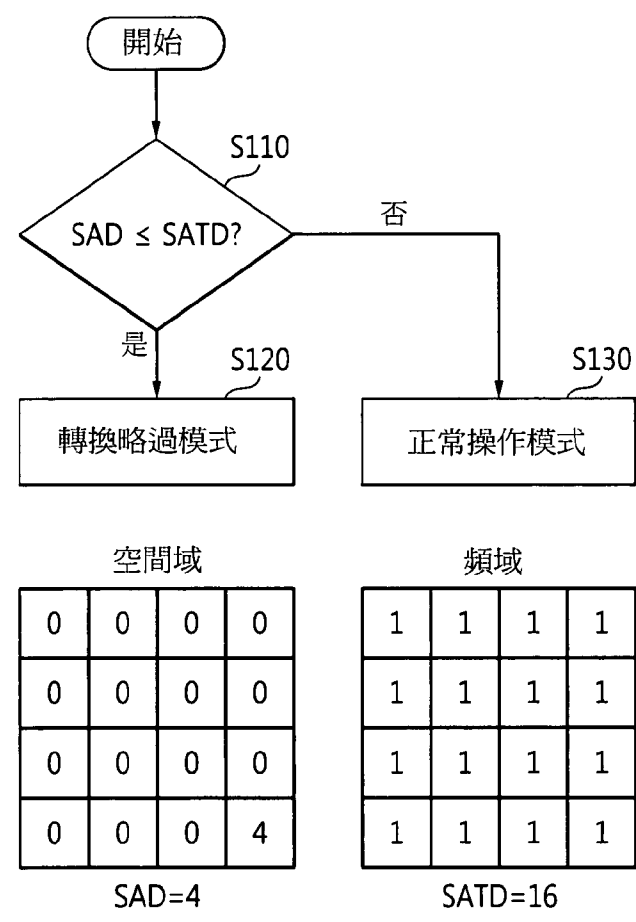 開始
S110
SAD ≤ SATD?
否
是
S120
S130
轉換略過模式
正常操作模式
空間域
頻域
0 0 0 0
1 1 1 1
0 0 0 0
1 1 1 1
0 0 0 0
1 1 1 1
0 0 0 4
1 1 1 1
SAD=4
SATD=16